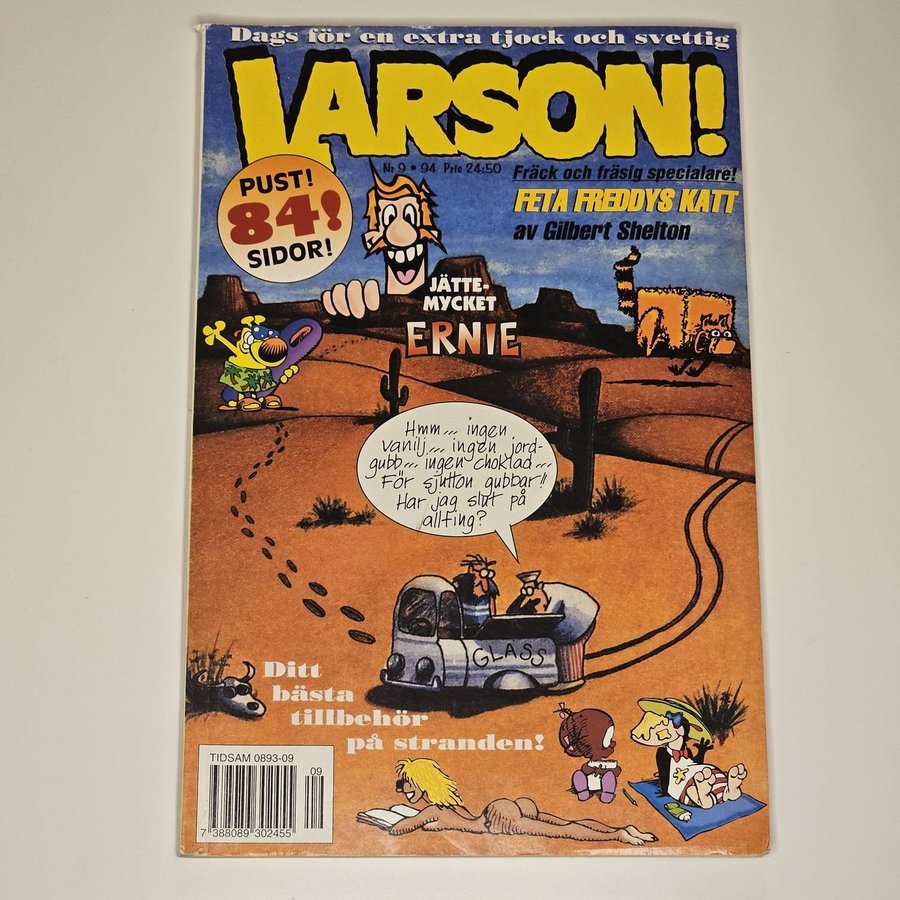 Dags för en extra tjock och svettig
LARSON!
Nr 9 • 94 Pris 24:50
PUST!
84!
SIDOR!
Fräck och fräsig specialare!
FETA FREDDYS KATT
av Gilbert Shelton
JÄTTE-
MYCKET
ERNIE
Hmm... ingen
vanilj... ingen jord-
gubb... ingen choklad...
För sjutton gubbar!!
Har jag slut på
allting?
GLASS
Ditt
bästa
tillbehör
på stranden!
TIDSAM 0893-09
09
7 388089 302455